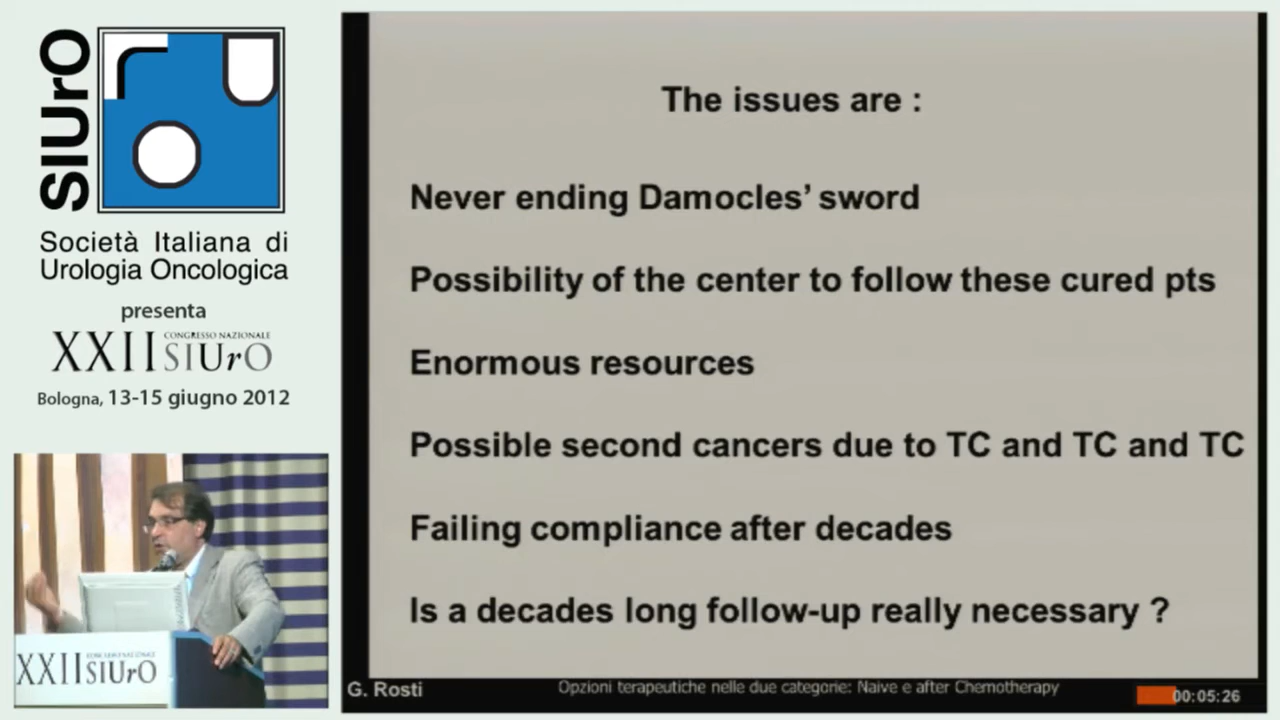 SIUrO
Società Italiana di
Urologia Oncologica
presenta
XXII CONGRESSO NAZIONALE
SIUrO
Bologna, 13-15 giugno 2012
The issues are :
Never ending Damocles’ sword
Possibility of the center to follow these cured pts
Enormous resources
Possible second cancers due to TC and TC and TC
Failing compliance after decades
Is a decades long follow-up really necessary ?
XXII SIUrO
G. Rosti
Opzioni terapeutiche nelle due categorie: Naive e after Chemotherapy
00:05:26